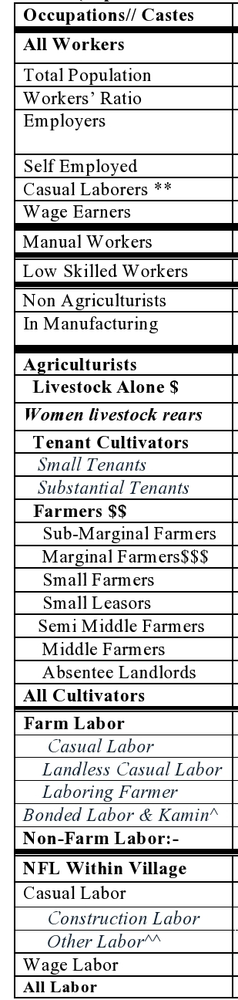 Occupations// Castes
All Workers
Total Population
Workers' Ratio
Employers
Self Employed
Casual Laborers **
Wage Earners
Manual Workers
Low Skilled Workers
Non Agriculturists
In Manufacturing
Agriculturists
Livestock Alone $
Women livestock rears
Tenant Cultivators
Small Tenants
Substantial Tenants
Farmers $$
Sub-Marginal Farmers
Marginal Farmers$$$
Small Farmers
Small Leasors
Semi Middle Farmers
Middle Farmers
Absentee Landlords
All Cultivators
Farm Labor
Casual Labor
Landless Casual Labor
Laboring Farmer
Bonded Labor & Kamin^
Non-Farm Labor:-
NFL Within Village
Casual Labor
Construction Labor
Other Labor^^
Wage Labor
All Labor